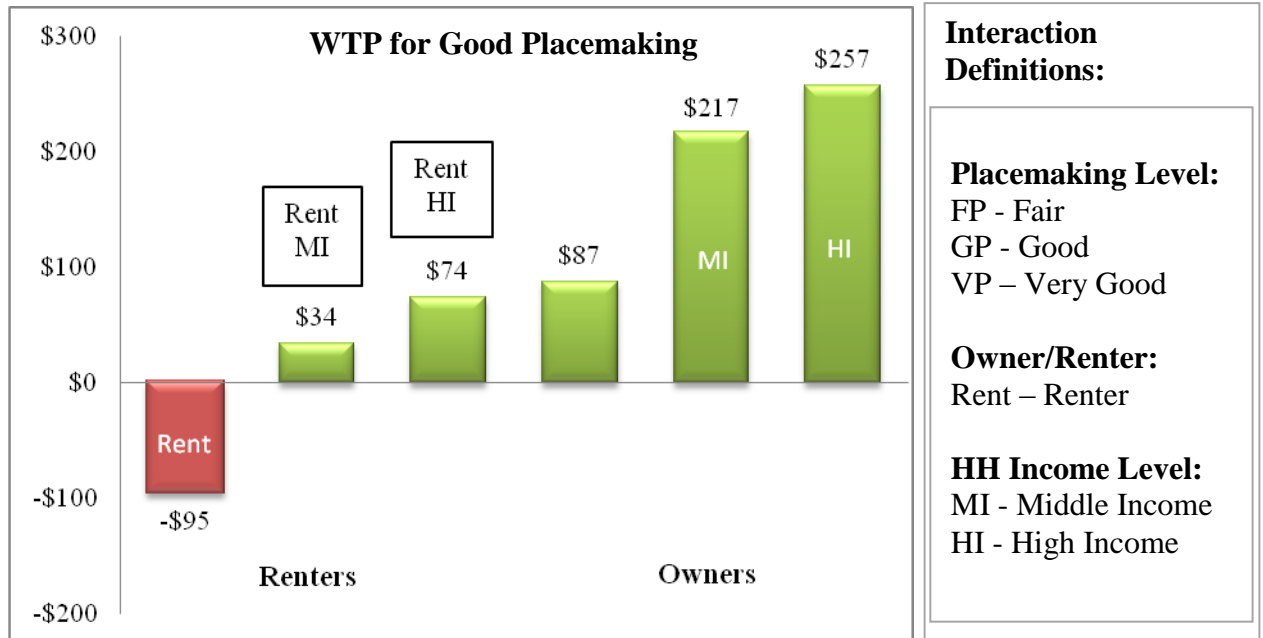 WTP for Good Placemaking
$300
$200
$100
$0
-$100
-$200
Rent
-$95
Rent
MI
$34
Rent
HI
$74
$87
$217
MI
$257
HI
Renters
Owners
Interaction
Definitions:
Placemaking Level:
FP - Fair
GP - Good
VP – Very Good
Owner/Renter:
Rent – Renter
HH Income Level:
MI - Middle Income
HI - High Income